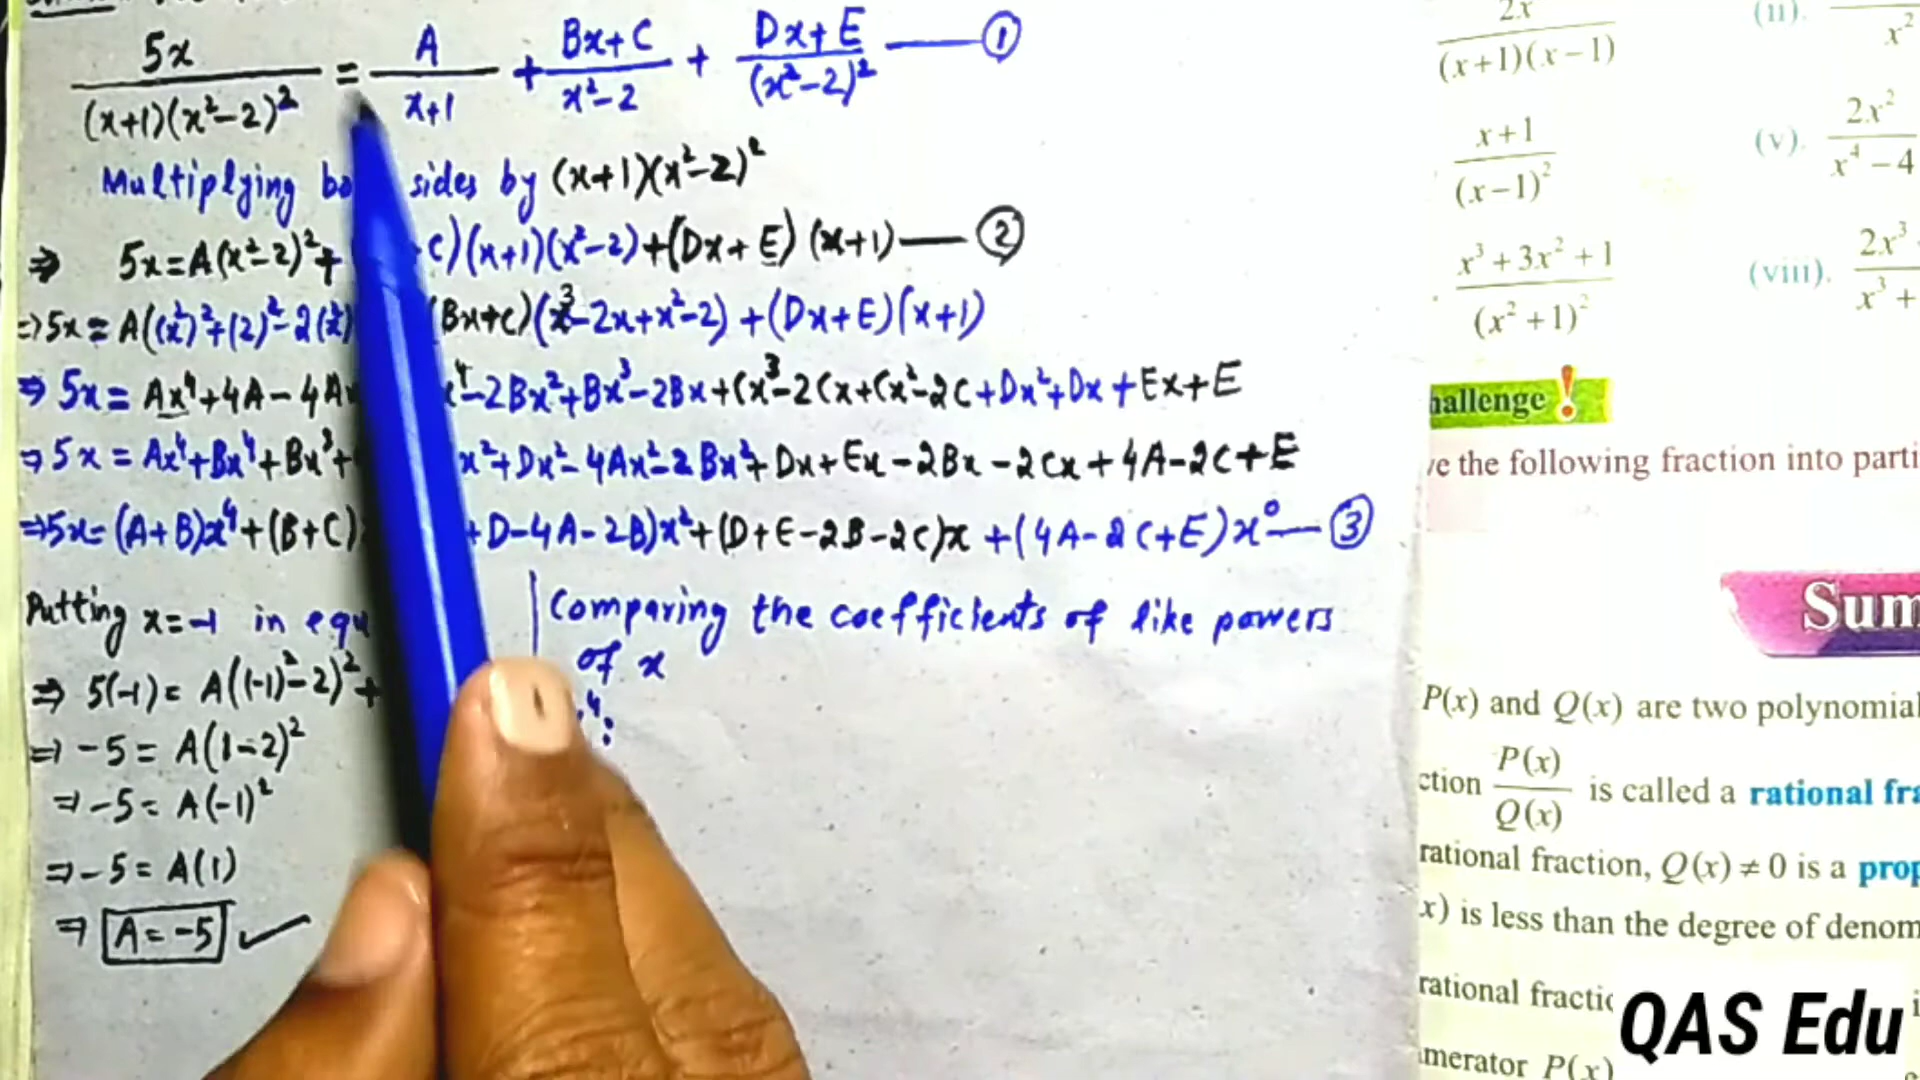 5x/((x+1)(x²-2)²) = A/(x+1) + (Bx+C)/(x²-2) + (Dx+E)/(x²-2)² — ①
Multiplying sides by (x+1)(x²-2)²
⇒ 5x = A(x²-2)² + C)(x+1)(x²-2) + (Dx+E)(x+1) — ②
⇒ 5x = A((x²)²+(2)²-2(x²) (Bx+C)(x³-2x+x²-2) + (Dx+E)(x+1)
⇒ 5x = Ax⁴+4A-4A x⁴-2Bx²+Bx³-2Bx+Cx³-2Cx+Cx²-2C+Dx²+Dx+Ex+E
⇒ 5x = Ax⁴+Bx⁴+Bx³+ x²+Dx²-4Ax²-2Bx²+Dx+Ex-2Bx-2Cx+4A-2C+E
⇒ 5x = (A+B)x⁴+(B+C) +D-4A-2B)x²+(D+E-2B-2C)x+(4A-2C+E)x⁰ — ③
Putting x=-1 in
⇒ 5(-1) = A((-1)²-2)²+
⇒ -5 = A(1-2)²
⇒ -5 = A(-1)²
⇒ -5 = A(1)
⇒ A = -5 ✓
Comparing the coefficients of like powers
of x
⁴:
2x/((x+1)(x-1))
(ii).
x²
(x+1)/(x-1)²
(v). 2x²/(x⁴-4
(x³+3x²+1)/(x²+1)²
(viii). 2x³/(x³+
hallenge !
the following fraction into parti
Sum
P(x) and Q(x) are two polynomial
ction P(x)/Q(x) is called a rational fra
rational fraction, Q(x) ≠ 0 is a prop
x) is less than the degree of denom
rational fractic
merator P(x)
QAS Edu